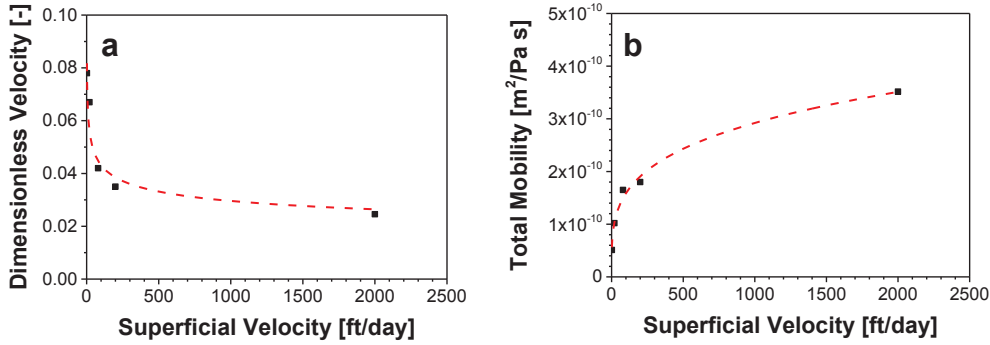 a
0.10
0.08
0.06
0.04
0.02
0.00
Dimensionless Velocity [-]
0
500
1000
1500
2000
2500
Superficial Velocity [ft/day]
b
5x10⁻¹⁰
4x10⁻¹⁰
3x10⁻¹⁰
2x10⁻¹⁰
1x10⁻¹⁰
0
Total Mobility [m²/Pa s]
0
500
1000
1500
2000
2500
Superficial Velocity [ft/day]